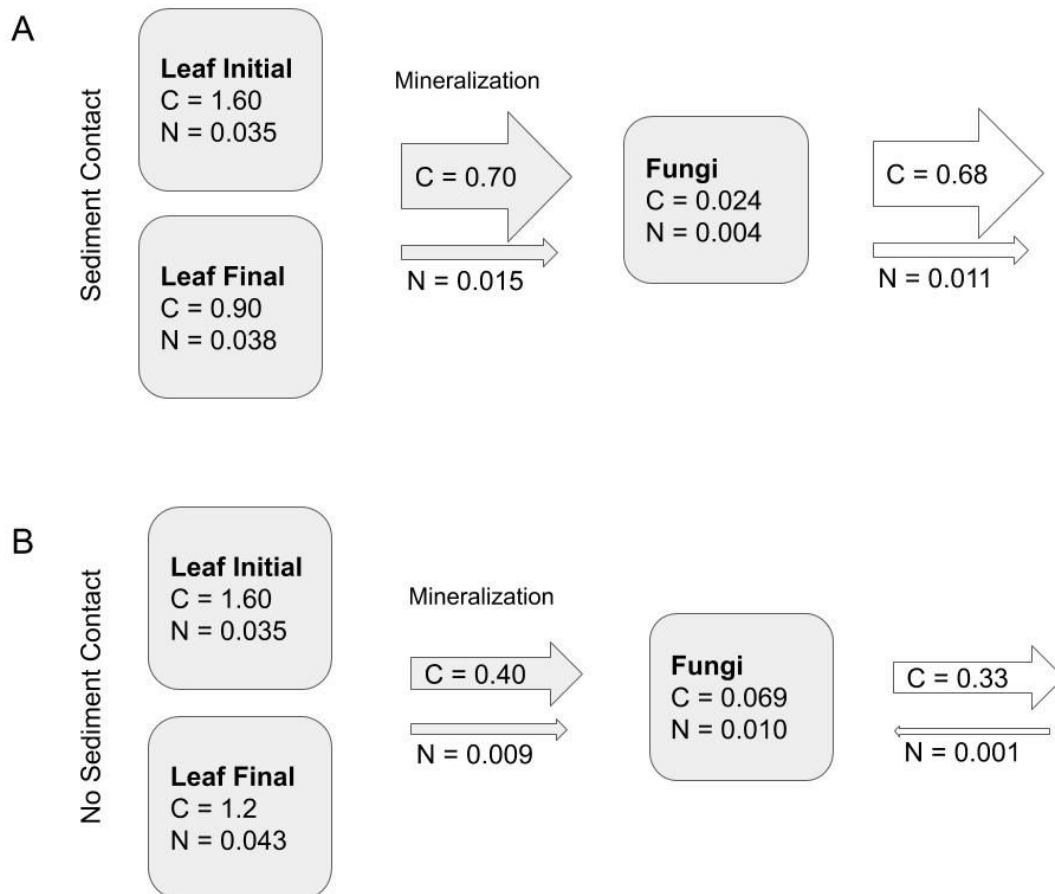 A
Sediment Contact
Leaf Initial
C = 1.60
N = 0.035
Leaf Final
C = 0.90
N = 0.038
Mineralization
C = 0.70
N = 0.015
Fungi
C = 0.024
N = 0.004
C = 0.68
N = 0.011
B
No Sediment Contact
Leaf Initial
C = 1.60
N = 0.035
Leaf Final
C = 1.2
N = 0.043
Mineralization
C = 0.40
N = 0.009
Fungi
C = 0.069
N = 0.010
C = 0.33
N = 0.001